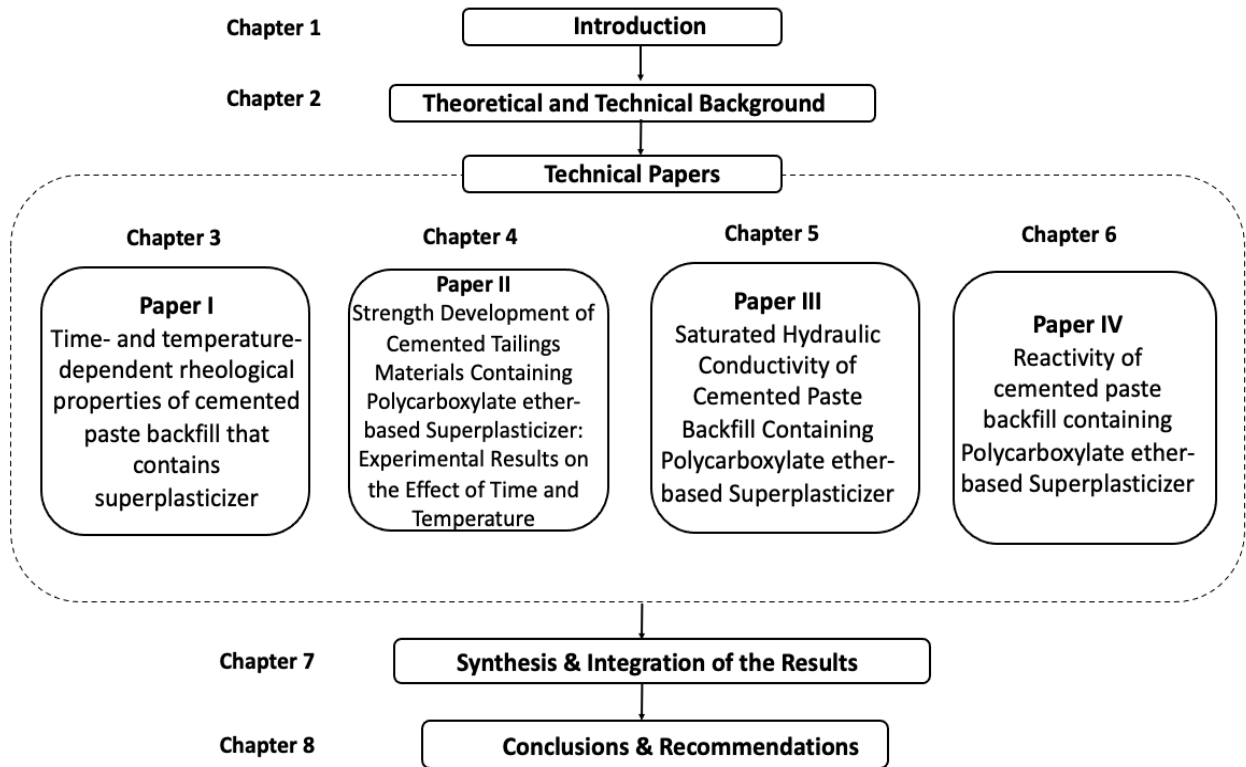 Chapter 1
Introduction
Chapter 2
Theoretical and Technical Background
Technical Papers
Chapter 3
Paper I
Time- and temperature-
dependent rheological
properties of cemented
paste backfill that
contains
superplasticizer
Chapter 4
Paper II
Strength Development of
Cemented Tailings
Materials Containing
Polycarboxylate ether-
based Superplasticizer:
Experimental Results on
the Effect of Time and
Temperature
Chapter 5
Paper III
Saturated Hydraulic
Conductivity of
Cemented Paste
Backfill Containing
Polycarboxylate ether-
based Superplasticizer
Chapter 6
Paper IV
Reactivity of
cemented paste
backfill containing
Polycarboxylate ether-
based Superplasticizer
Chapter 7
Synthesis & Integration of the Results
Chapter 8
Conclusions & Recommendations